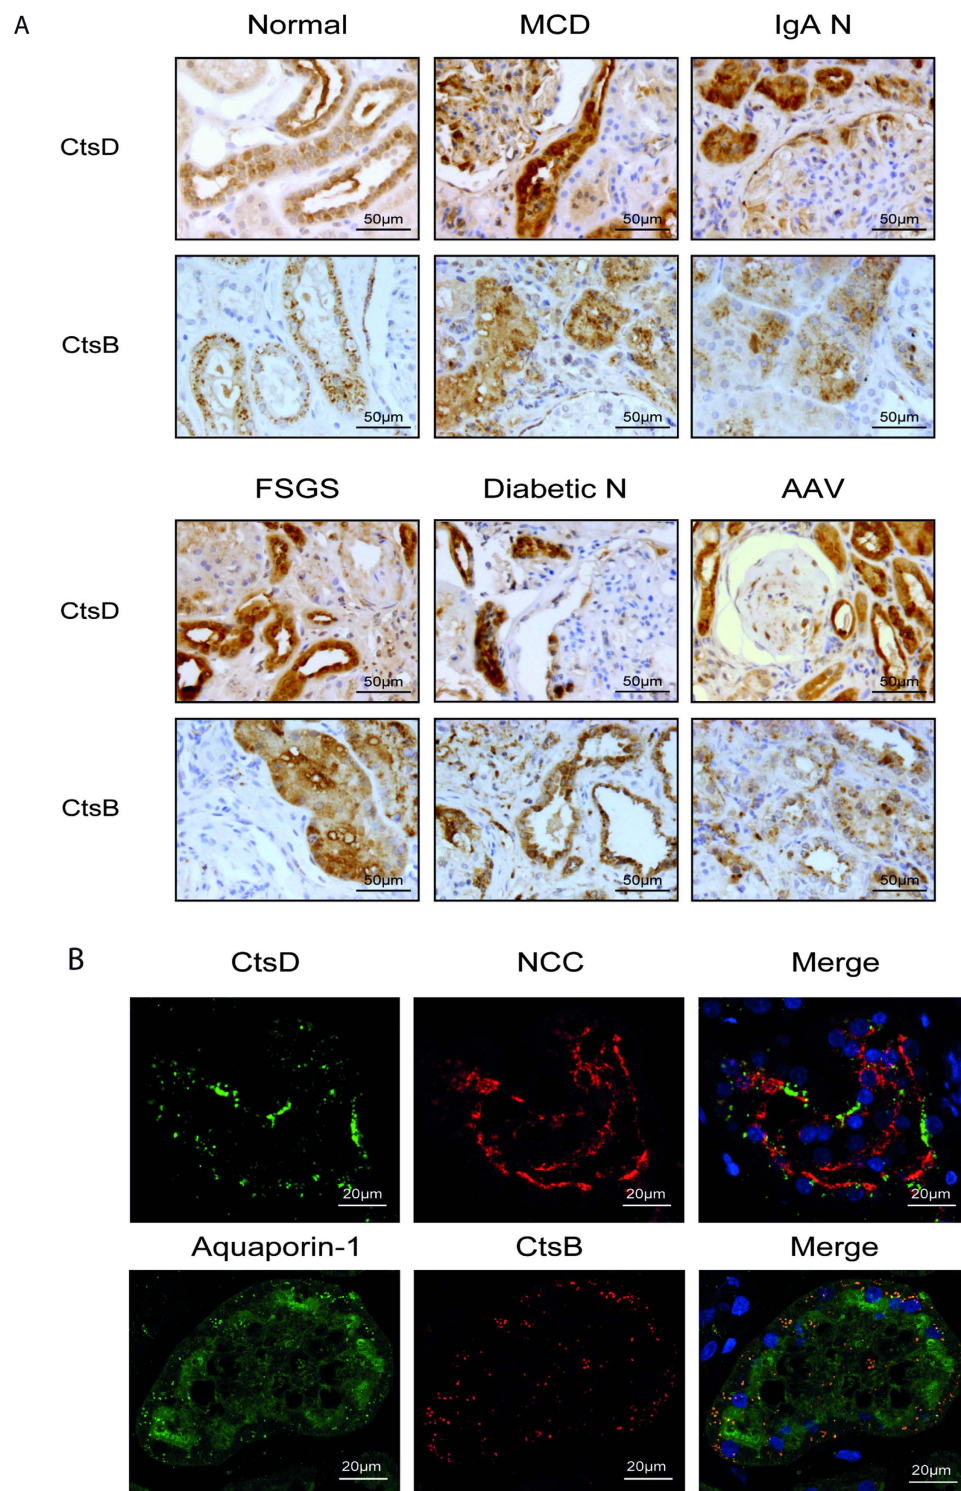 A
Normal MCD IgA N
CtsD
50µm 50µm 50µm
CtsB
50µm 50µm 50µm
FSGS Diabetic N AAV
CtsD
50µm 50µm 50µm
CtsB
50µm 50µm 50µm
B
CtsD NCC Merge
20µm 20µm 20µm
Aquaporin-1 CtsB Merge
20µm 20µm 20µm